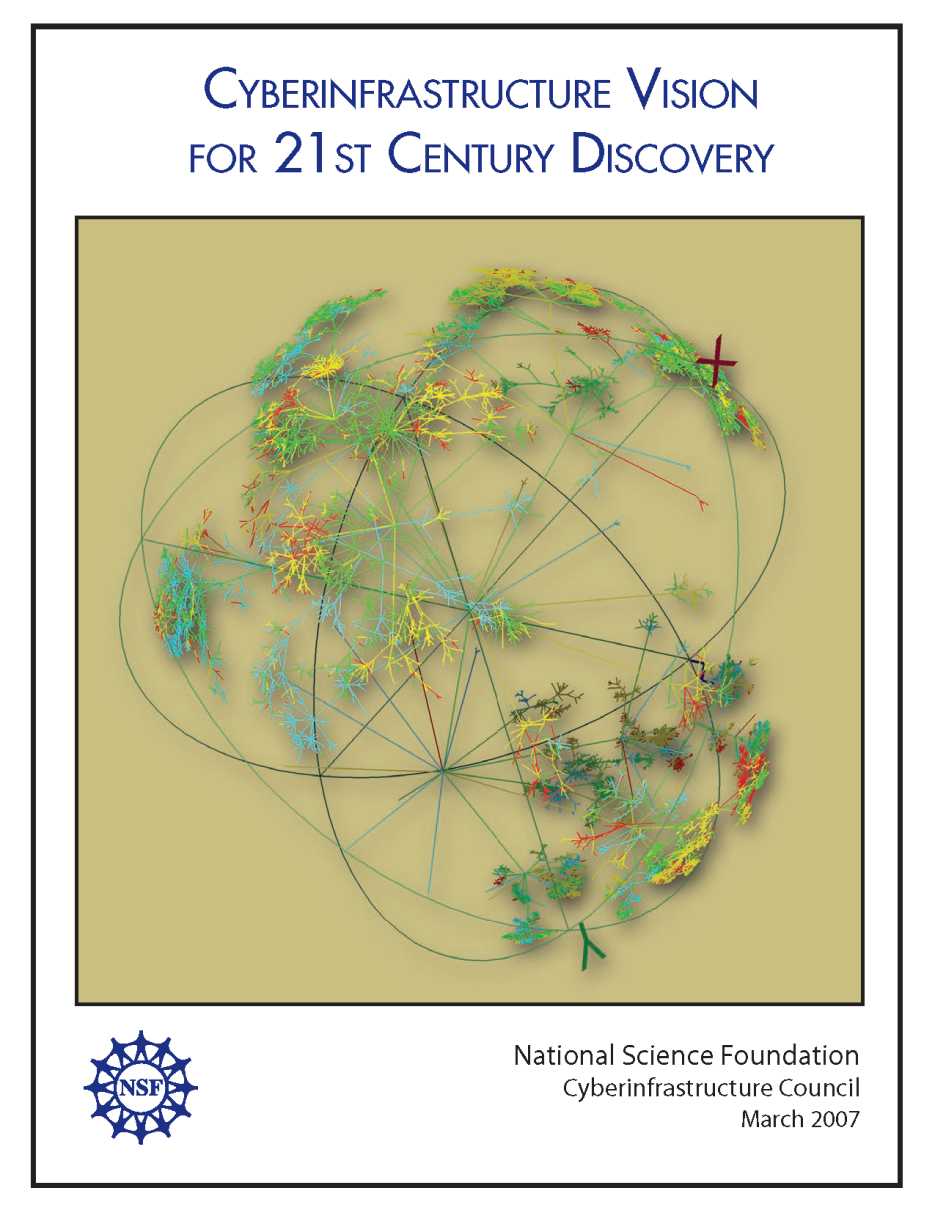 CYBERINFRASTRUCTURE VISION
FOR 21ST CENTURY DISCOVERY
X
Y
NSF
National Science Foundation
Cyberinfrastructure Council
March 2007